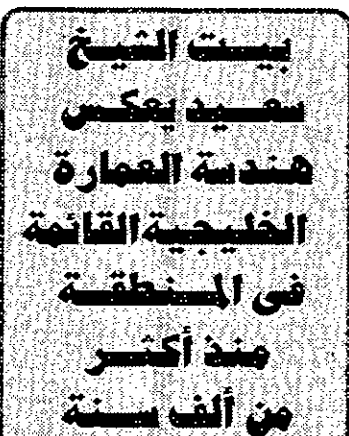 بيت الشيخ
سعيد يعكس
هندسة العمارة
الخليجية القائمة
فى المنطقة
منذ أكثر
من ألف سنة